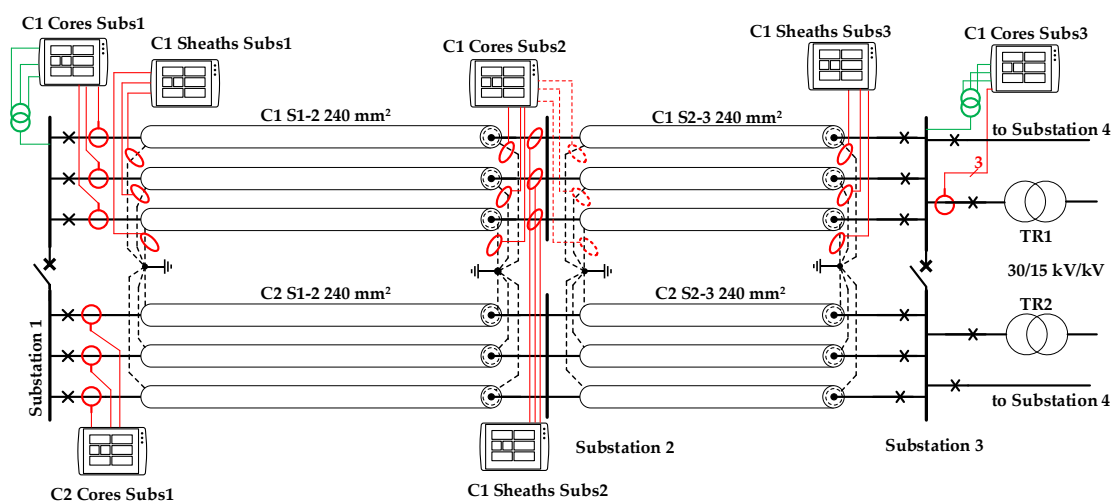 C1 Cores Subs1
C1 Sheaths Subs1
C1 Cores Subs2
C1 Sheaths Subs3
C1 Cores Subs3
C1 S1-2 240 mm²
C1 S2-3 240 mm²
to Substation 4
3
TR1
30/15 kV/kV
C2 S1-2 240 mm²
C2 S2-3 240 mm²
TR2
Substation 1
to Substation 4
Substation 2
Substation 3
C2 Cores Subs1
C1 Sheaths Subs2